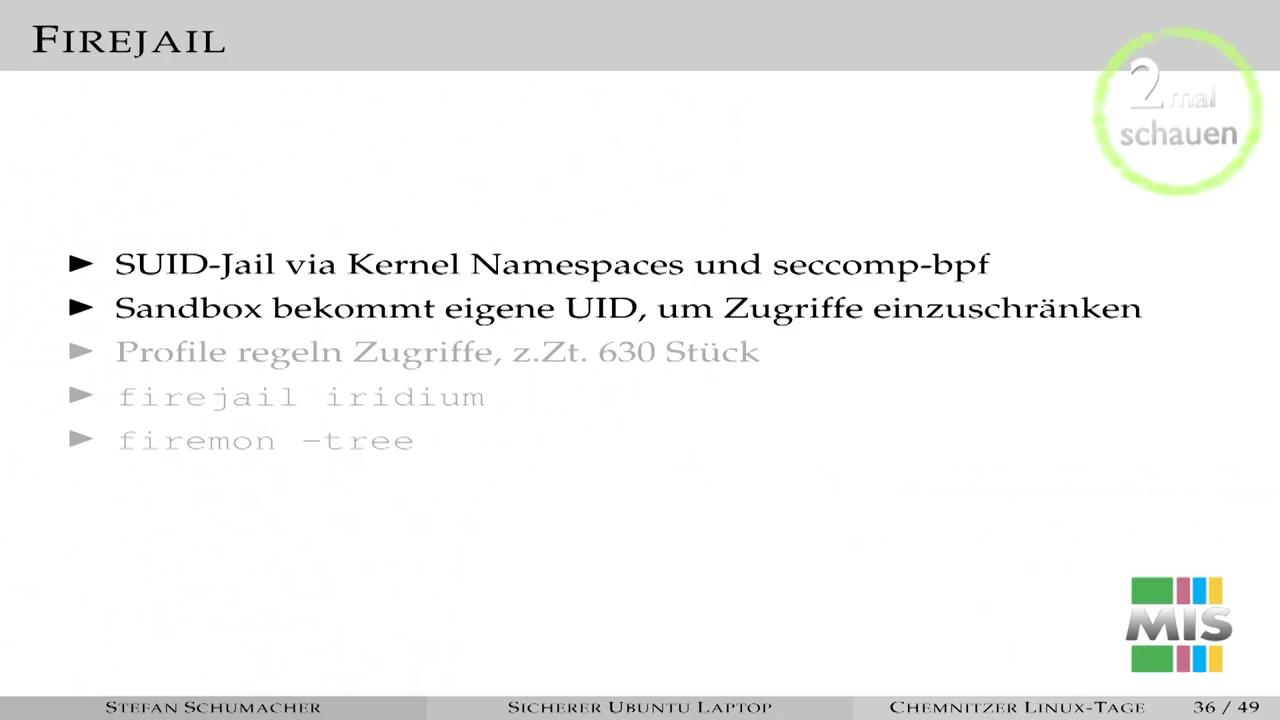 FIREJAIL
2 mal
schauen
SUID-Jail via Kernel Namespaces und seccomp-bpf
Sandbox bekommt eigene UID, um Zugriffe einzuschränken
Profile regeln Zugriffe, z.Zt. 630 Stück
firejail iridium
firemon -tree
MIS
STEFAN SCHUMACHER SICHERER UBUNTU LAPTOP CHEMNITZER LINUX-TAGE 36 / 49